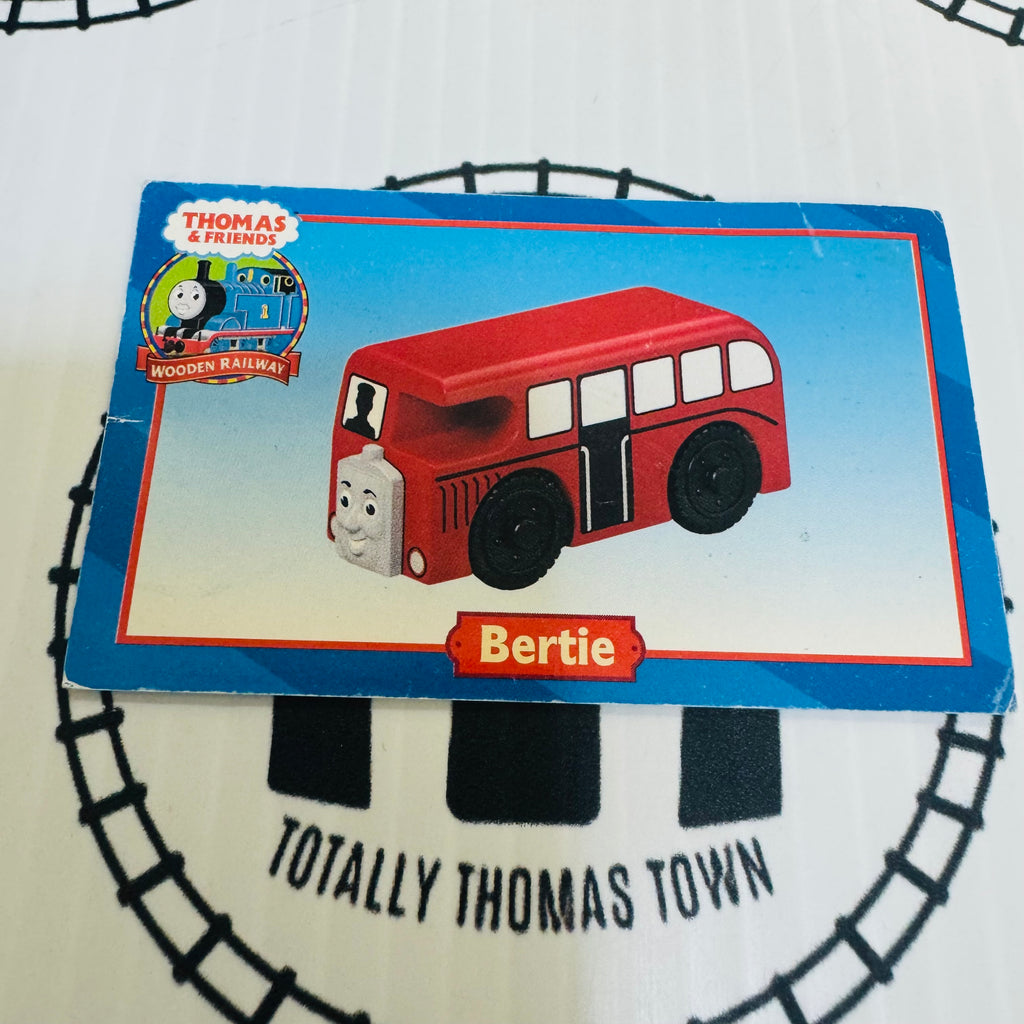 THOMAS
& FRIENDS
1
WOODEN RAILWAY
Bertie
TOTALLY THOMAS TOWN